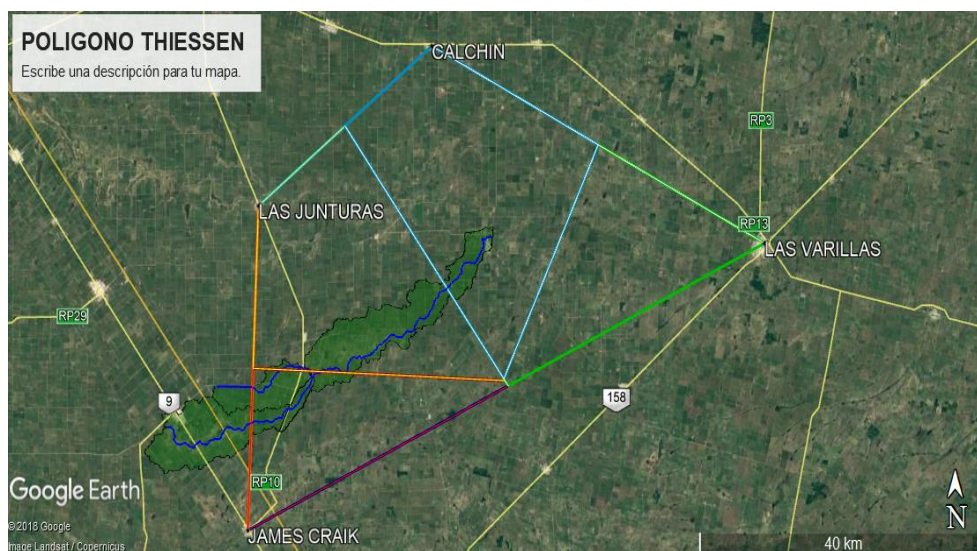 POLIGONO THIESSEN
Escribe una descripción para tu mapa.
CALCHIN
RP3
LAS JUNTURAS
RP13
LAS VARILLAS
RP29
9
158
RP10
Google Earth
N
© 2018 Google
JAMES CRAIK
Image Landsat / Copernicus
40 km